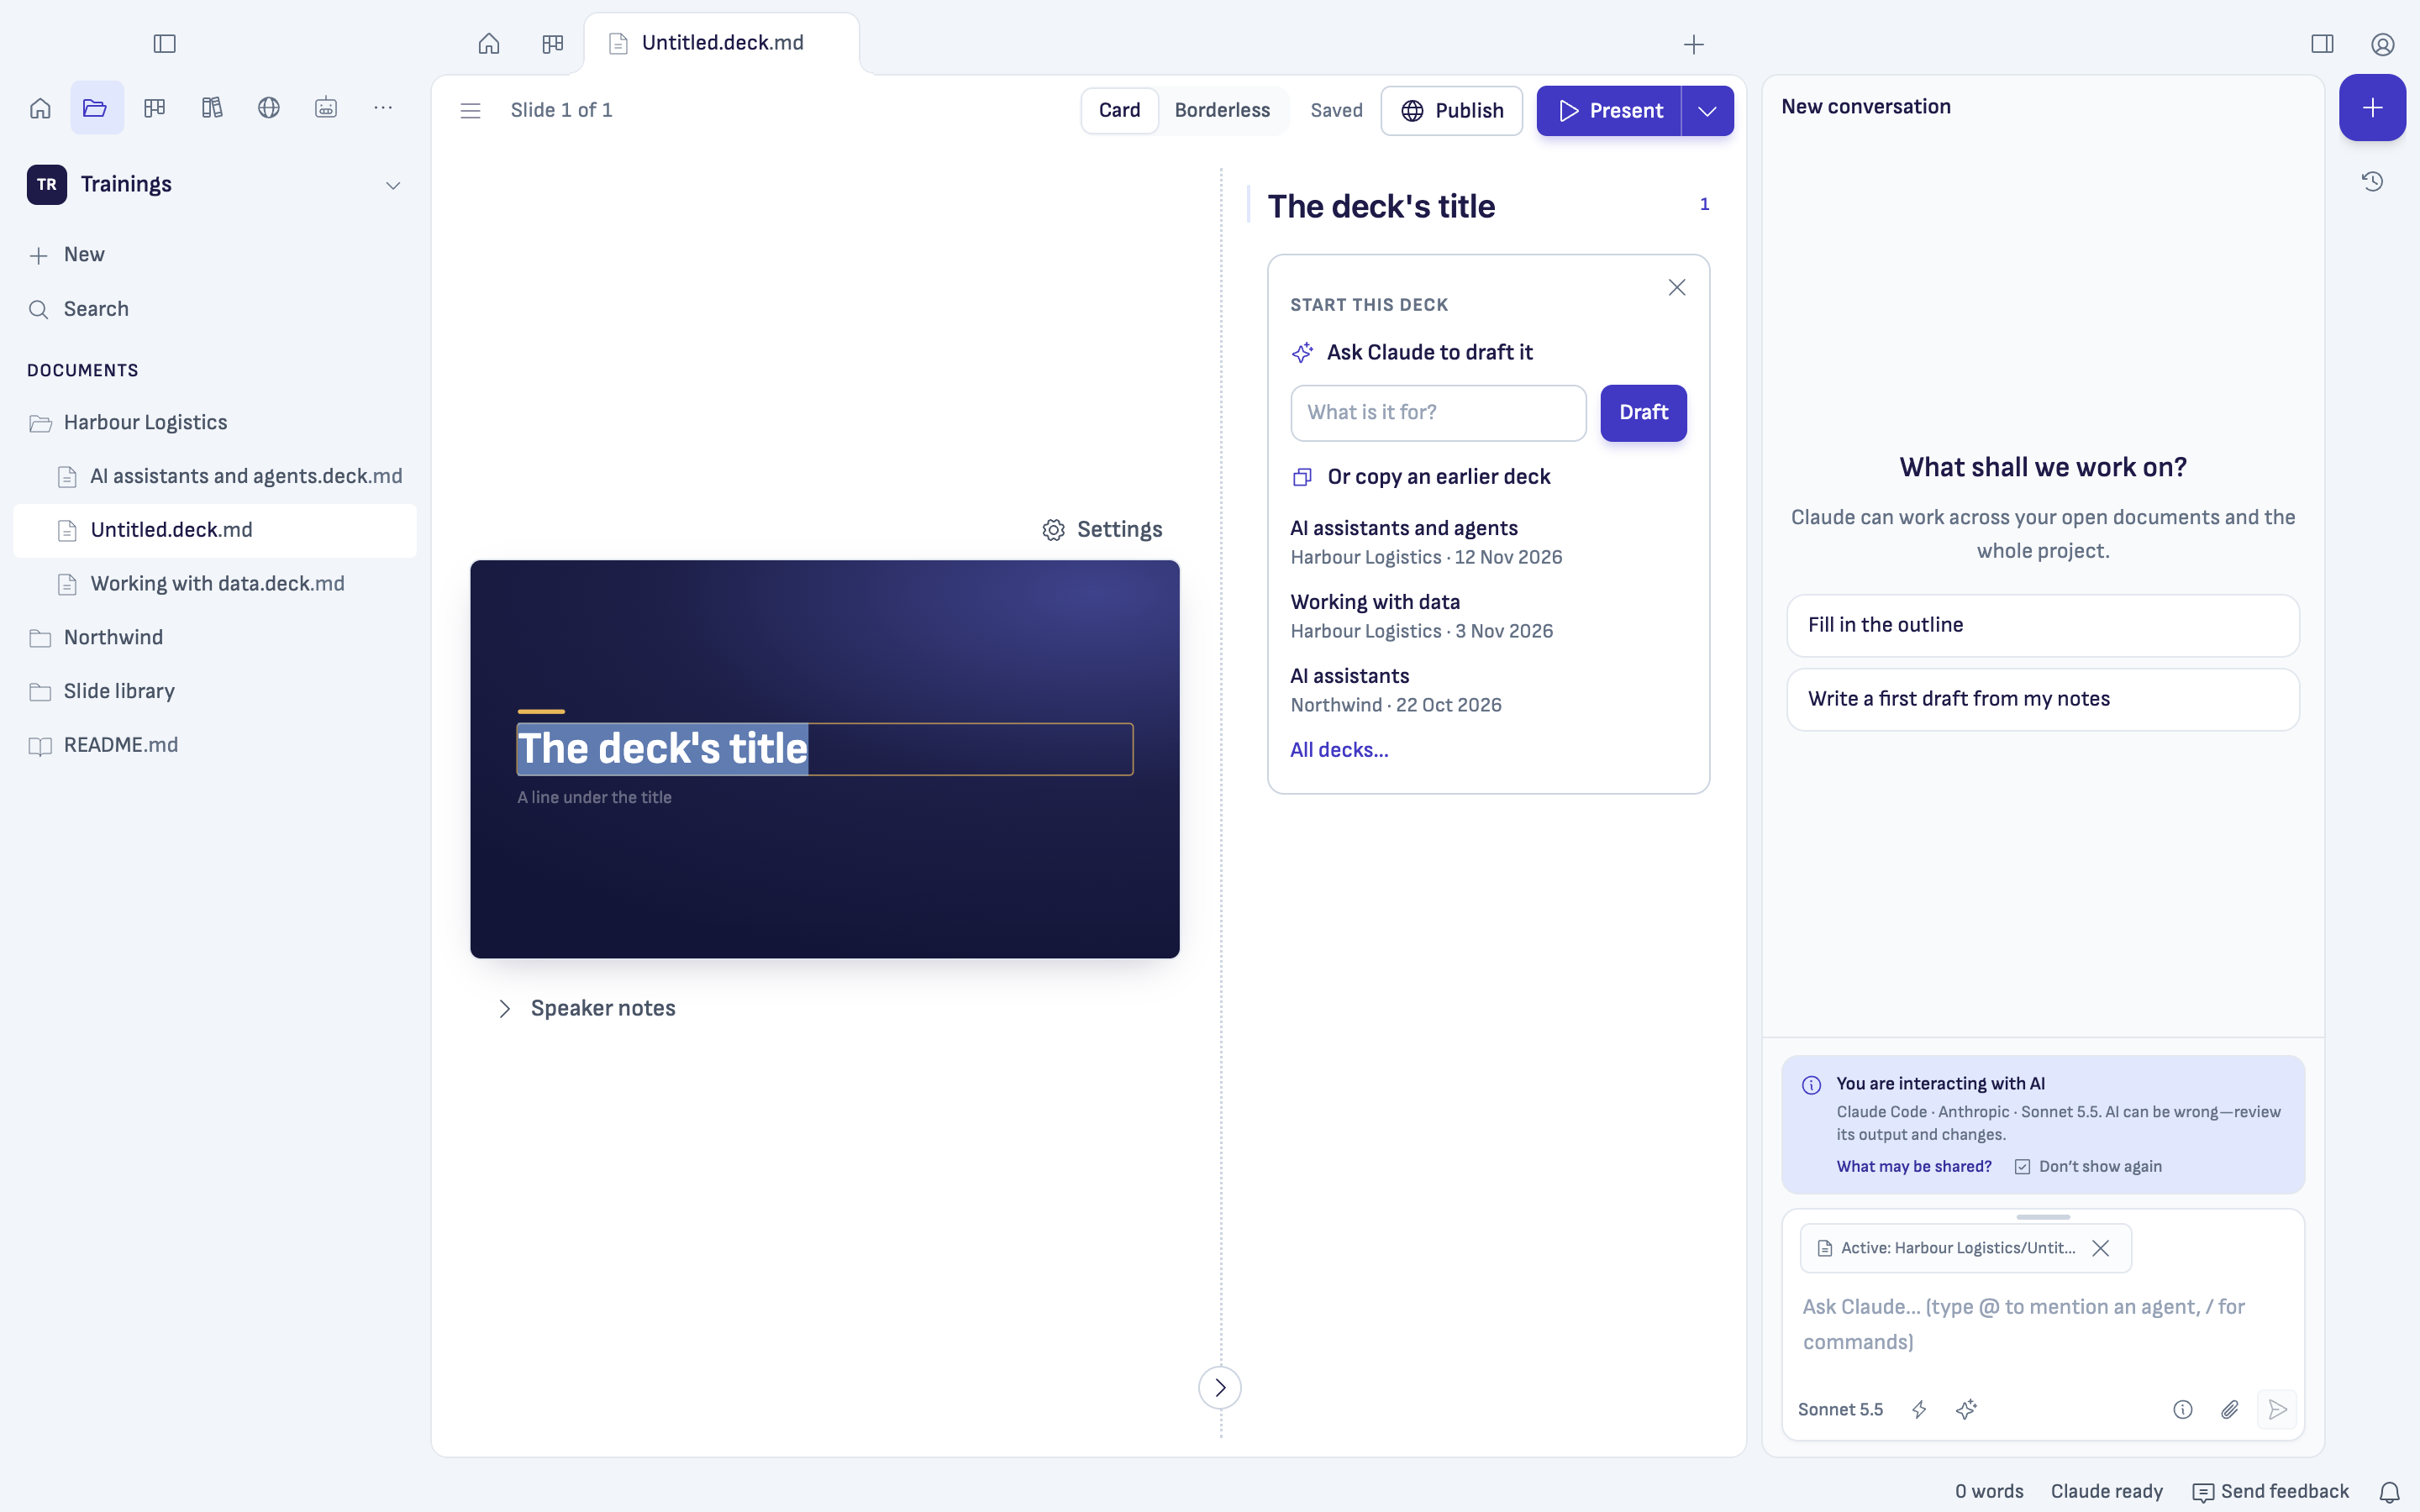 Untitled.deck.md
TR
Trainings
New
Search
DOCUMENTS
Harbour Logistics
AI assistants and agents.deck.md
Untitled.deck.md
Working with data.deck.md
Northwind
Slide library
README.md
Slide 1 of 1
Card
Borderless
Saved
Publish
Present
Settings
The deck's title
A line under the title
Speaker notes
The deck's title
1
START THIS DECK
Ask Claude to draft it
What is it for?
Draft
Or copy an earlier deck
AI assistants and agents
Harbour Logistics · 12 Nov 2026
Working with data
Harbour Logistics · 3 Nov 2026
AI assistants
Northwind · 22 Oct 2026
All decks...
New conversation
What shall we work on?
Claude can work across your open documents and the
whole project.
Fill in the outline
Write a first draft from my notes
You are interacting with AI
Claude Code · Anthropic · Sonnet 5.5. AI can be wrong—review
its output and changes.
What may be shared?
Don't show again
Active: Harbour Logistics/Untit...
Ask Claude... (type @ to mention an agent, / for
commands)
Sonnet 5.5
0 words
Claude ready
Send feedback